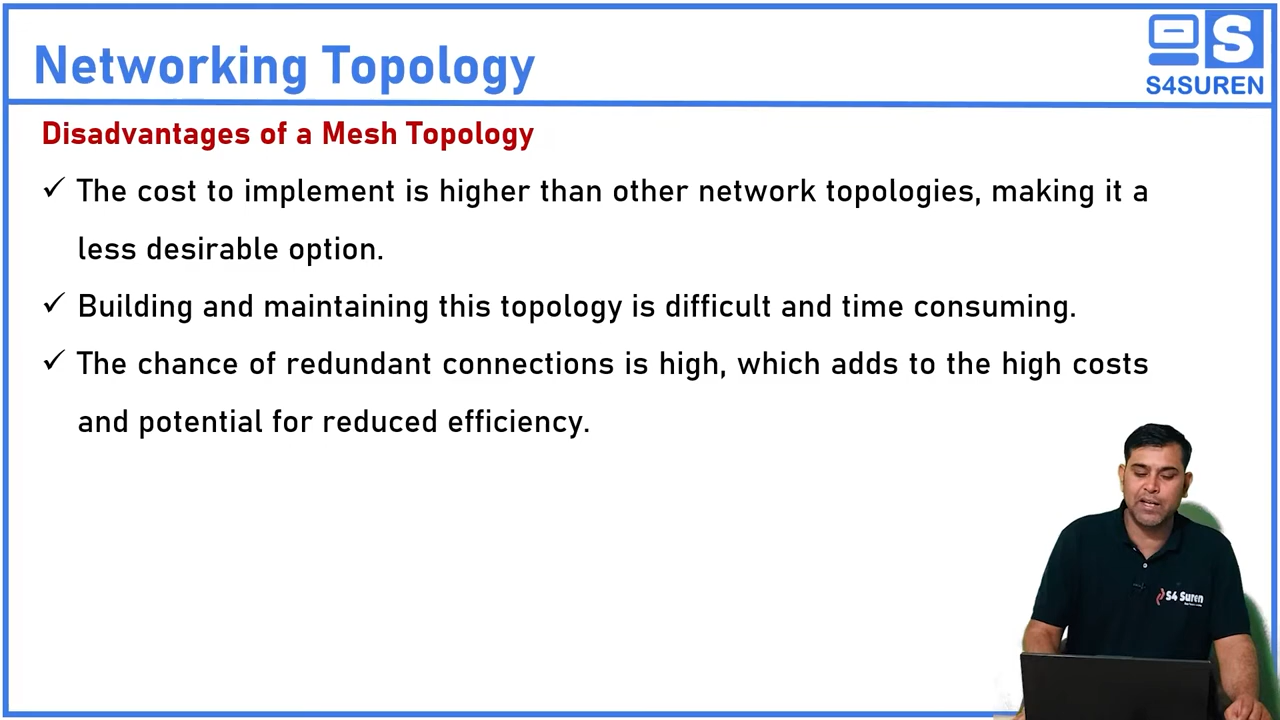 Networking Topology
S
S4SUREN
Disadvantages of a Mesh Topology
✓ The cost to implement is higher than other network topologies, making it a
less desirable option.
✓ Building and maintaining this topology is difficult and time consuming.
✓ The chance of redundant connections is high, which adds to the high costs
and potential for reduced efficiency.
S4 Suren